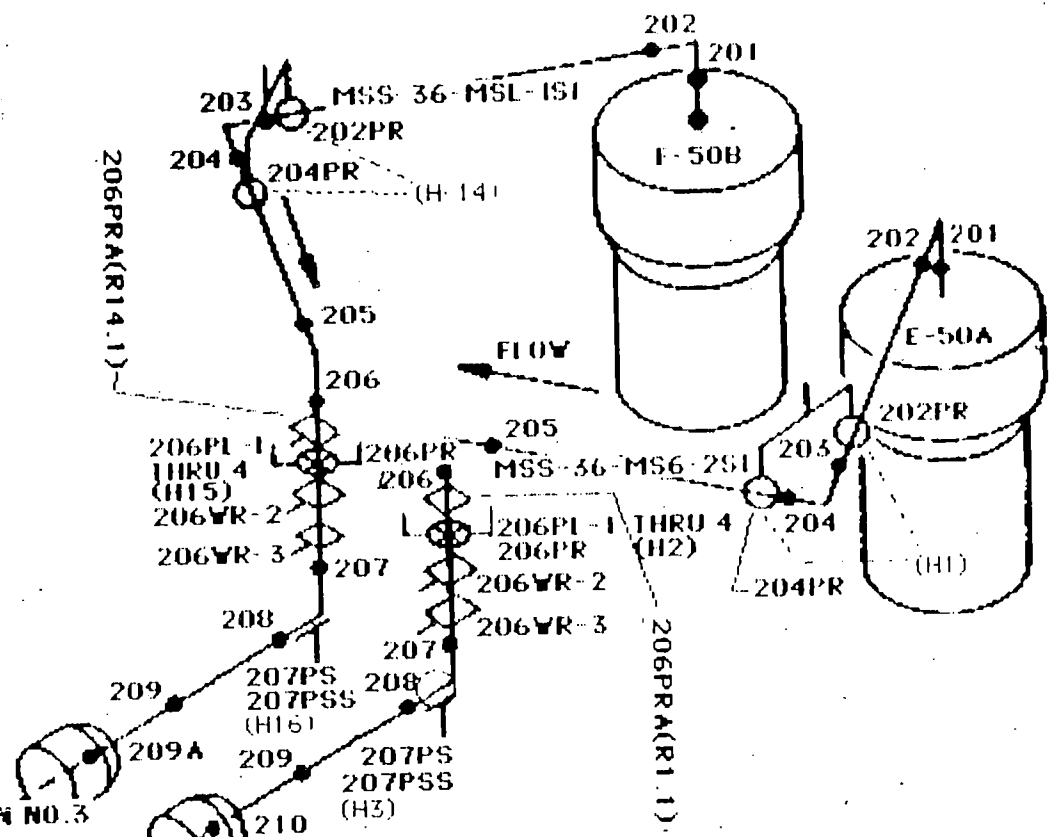 202
201
MSS-36-MSL-1S1
203
202PR
E-50B
204
204PR
(H-14)
206PRA(R14.1)
202
201
205
E-50A
FLOW
206
202PR
205
206PL-1
THRU 4
(H15)
206PR
206
MSS-36-MS6-2S1
203
206WR-2
204
206PL-1 THRU 4
206PR (H2)
206WR-3
207
(H1)
204PR
206WR-2
208
206WR-3
207
206PRA(R1.1)
207PS
207PSS
(H16)
208
209
209A
207PS
207PSS
(H3)
209
NO.3
210